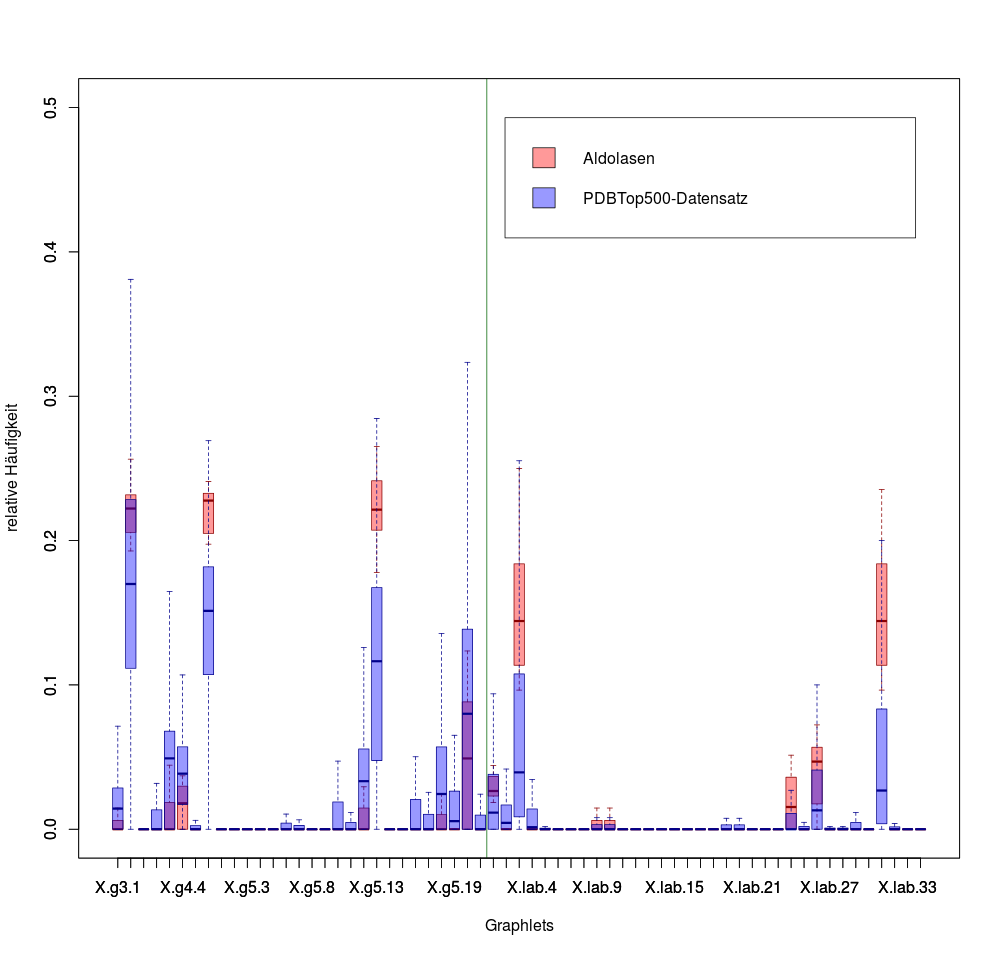 Aldolasen
PDBTop500-Datensatz
relative Häufigkeit
0.5
0.4
0.3
0.2
0.1
0.0
X.g3.1 X.g4.4 X.g5.3 X.g5.8 X.g5.13 X.g5.19 X.lab.4 X.lab.9 X.lab.15 X.lab.21 X.lab.27 X.lab.33
Graphlets